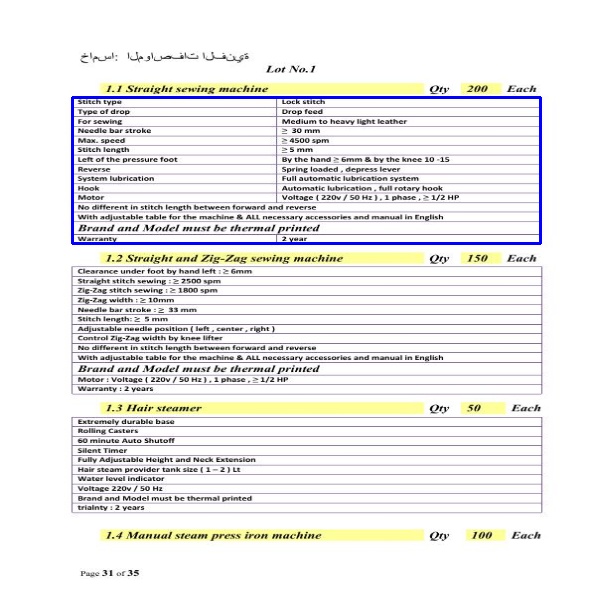 خامسا: المواصفات الفنية
Lot No.1
1.1 Straight sewing machine Qty 200 Each
Stitch type Lock stitch
Type of drop Drop feed
For sewing Medium to heavy light leather
Needle bar stroke ≥ 30 mm
Max. speed ≥ 4500 spm
Stitch length ≥ 5 mm
Left of the pressure foot By the hand ≥ 6mm & by the knee 10 -15
Reverse Spring loaded , depress lever
System lubrication Full automatic lubrication system
Hook Automatic lubrication , full rotary hook
Motor Voltage ( 220v / 50 Hz ) , 1 phase , ≥ 1/2 HP
No different in stitch length between forward and reverse
With adjustable table for the machine & ALL necessary accessories and manual in English
Brand and Model must be thermal printed
Warranty 2 year
1.2 Straight and Zig-Zag sewing machine Qty 150 Each
Clearance under foot by hand left : ≥ 6mm
Straight stitch sewing : ≥ 2500 spm
Zig-Zag stitch sewing : ≥ 1800 spm
Zig-Zag width : ≥ 10mm
Needle bar stroke : ≥ 33 mm
Stitch length: ≥ 5 mm
Adjustable needle position ( left , center , right )
Control Zig-Zag width by knee lifter
No different in stitch length between forward and reverse
With adjustable table for the machine & ALL necessary accessories and manual in English
Brand and Model must be thermal printed
Motor : Voltage ( 220v / 50 Hz ) , 1 phase , ≥ 1/2 HP
Warranty : 2 years
1.3 Hair steamer Qty 50 Each
Extremely durable base
Rolling Casters
60 minute Auto Shutoff
Silent Timer
Fully Adjustable Height and Neck Extension
Hair steam provider tank size ( 1 – 2 ) Lt
Water level indicator
Voltage 220v / 50 Hz
Brand and Model must be thermal printed
trialnty : 2 years
1.4 Manual steam press iron machine Qty 100 Each
Page 31 of 35